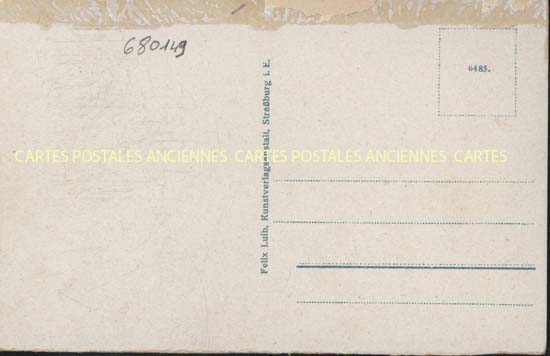 680149
6485.
CARTES POSTALES ANCIENNES CARTES POSTALES ANCIENNES CARTES
Felix Luib, Kunstverlagsanstalt, Straßburg i. E.